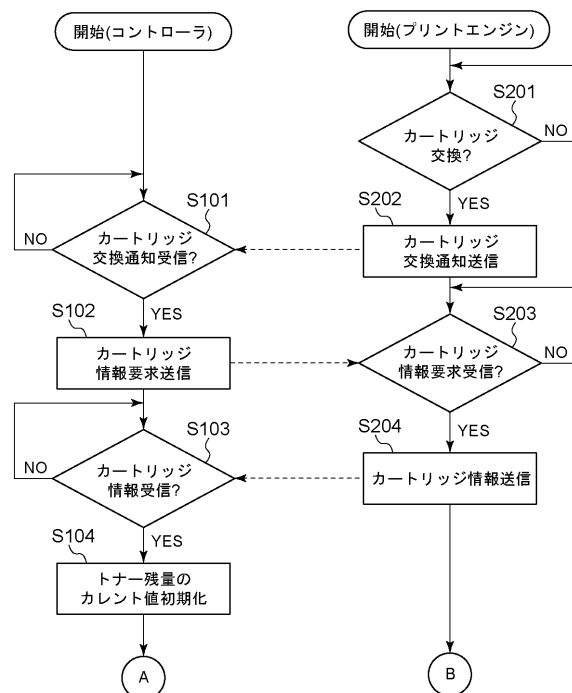 開始(コントローラ)
開始(プリントエンジン)
S201
カートリッジ
交換?
NO
YES
S202
カートリッジ
交換通知送信
S101
カートリッジ
交換通知受信?
NO
YES
S102
カートリッジ
情報要求送信
S203
カートリッジ
情報要求受信?
NO
YES
S103
カートリッジ
情報受信?
NO
YES
S204
カートリッジ情報送信
S104
トナー残量の
カレント値初期化
A
B